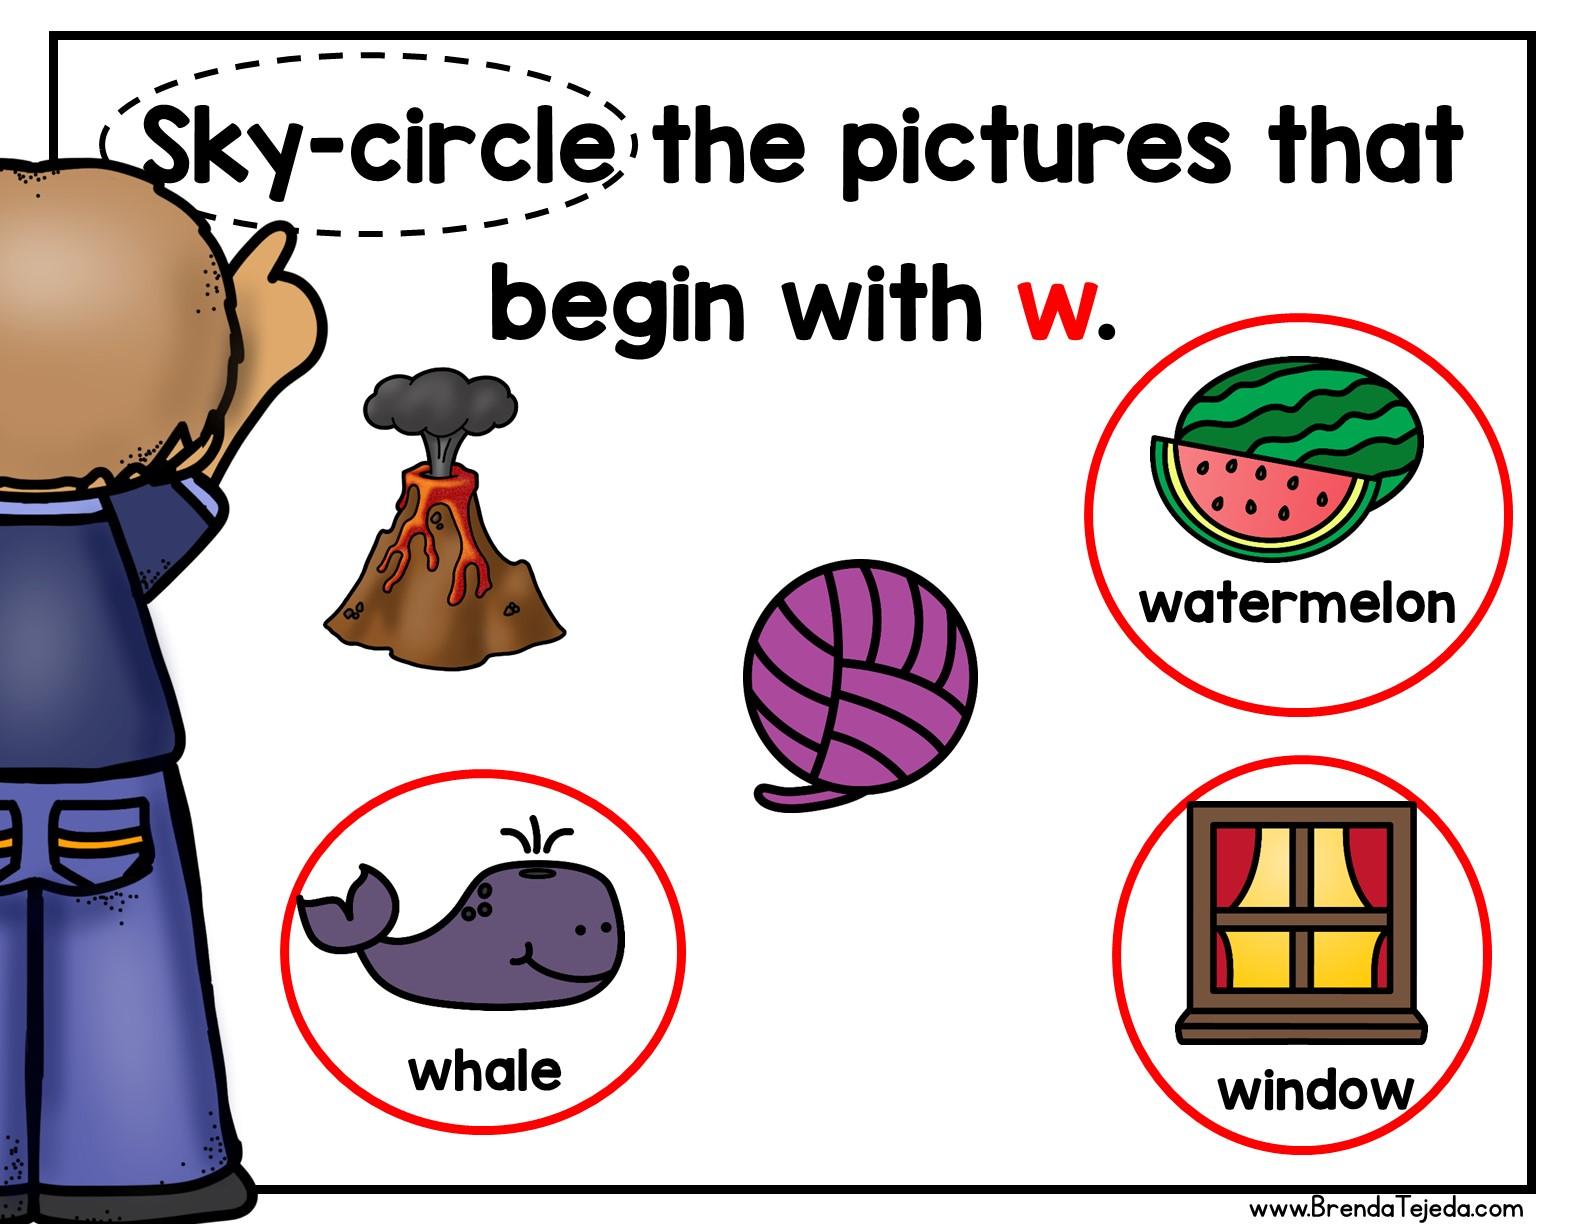 Sky-circle the pictures that
begin with w.
watermelon
whale
window
www.BrendaTejeda.com